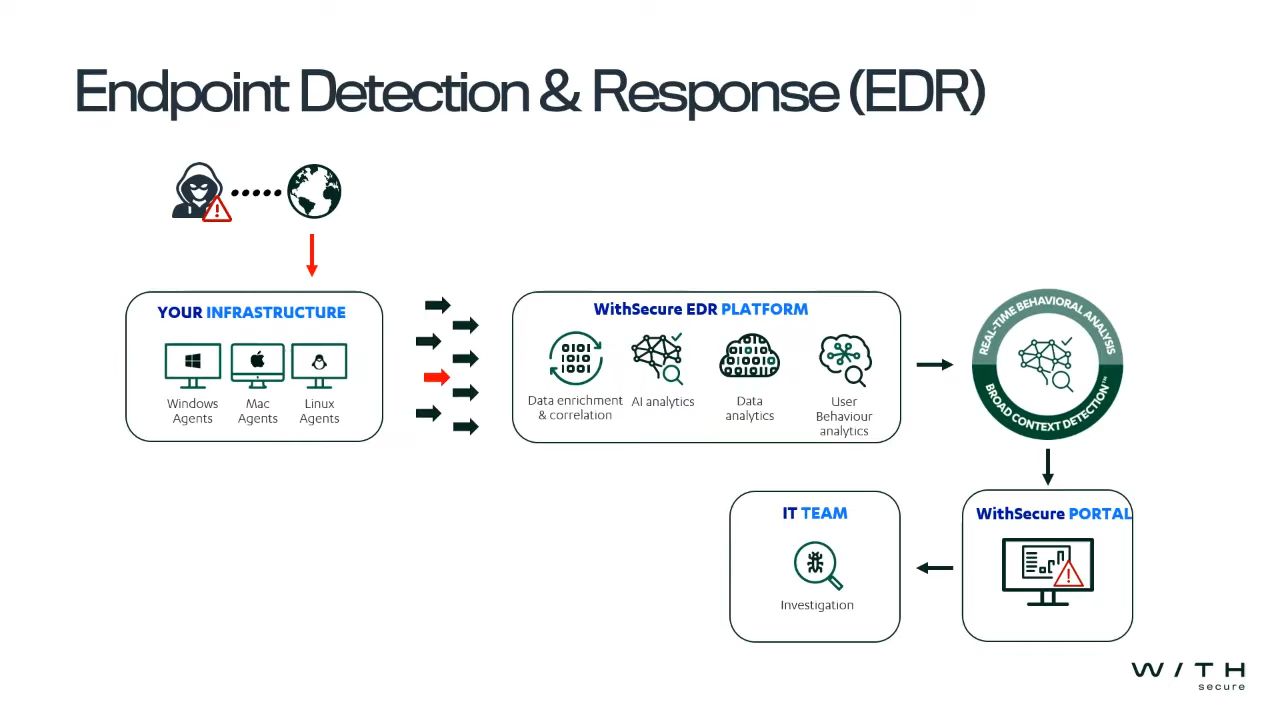 Endpoint Detection & Response (EDR)
YOUR INFRASTRUCTURE
Windows
Agents
Mac
Agents
Linux
Agents
WithSecure EDR PLATFORM
Data enrichment
& correlation
AI analytics
Data
analytics
User
Behaviour
analytics
REAL-TIME BEHAVIORAL ANALYSIS
BROAD CONTEXT DETECTION™
IT TEAM
Investigation
WithSecure PORTAL
W/TH
secure